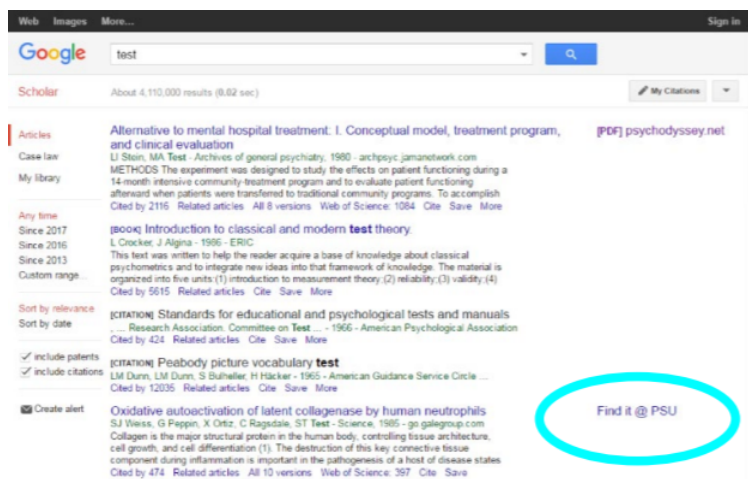 Web Images More... Sign in
Google test
Scholar About 4,110,000 results (0.02 sec) My Citations
Articles
Case law
My library
Any time
Since 2017
Since 2016
Since 2013
Custom range...
Sort by relevance
Sort by date
include patents
include citations
Create alert
Alternative to mental hospital treatment: I. Conceptual model, treatment program,
and clinical evaluation
LI Stein, MA Test - Archives of general psychiatry, 1980 - archpsyc.jamanetwork.com
METHODS The experiment was designed to study the effects on patient functioning during a
14-month intensive community-treatment program and to evaluate patient functioning
afterward when patients were transferred to traditional community programs. To accomplish
Cited by 2116 Related articles All 8 versions Web of Science: 1084 Cite Save More
[PDF] psychodyssey.net
[BOOK] Introduction to classical and modern test theory.
L Crocker, J Algina - 1986 - ERIC
This text was written to help the reader acquire a base of knowledge about classical
psychometrics and to integrate new ideas into that framework of knowledge. The material is
organized into five units:(1) introduction to measurement theory;(2) reliability;(3) validity;(4)
Cited by 5615 Related articles Cite Save More
[CITATION] Standards for educational and psychological tests and manuals
, ... Research Association. Committee on Test ... - 1966 - American Psychological Association
Cited by 424 Related articles Cite Save More
[CITATION] Peabody picture vocabulary test
LM Dunn, LM Dunn, S Bulheller, H Häcker - 1965 - American Guidance Service Circle ...
Cited by 12035 Related articles Cite Save More
Oxidative autoactivation of latent collagenase by human neutrophils
SJ Weiss, G Peppin, X Ortiz, C Ragsdale, ST Test - Science, 1985 - go.galegroup.com
Collagen is the major structural protein in the human body, controlling tissue architecture,
cell growth, and cell differentiation (1). The destruction of this key connective tissue
component during inflammation is important in the pathogenesis of a host of disease states
Cited by 474 Related articles All 10 versions Web of Science: 397 Cite Save
Find it @ PSU